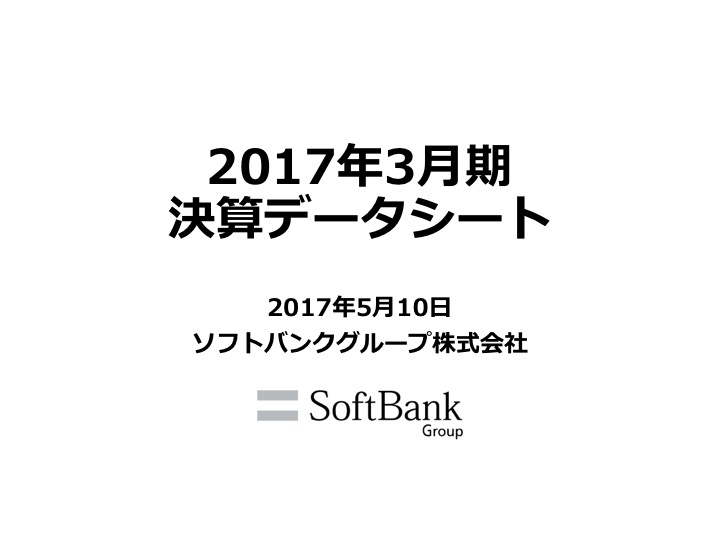 2017年3月期
決算データシート
2017年5月10日
ソフトバンクグループ株式会社
SoftBank
Group